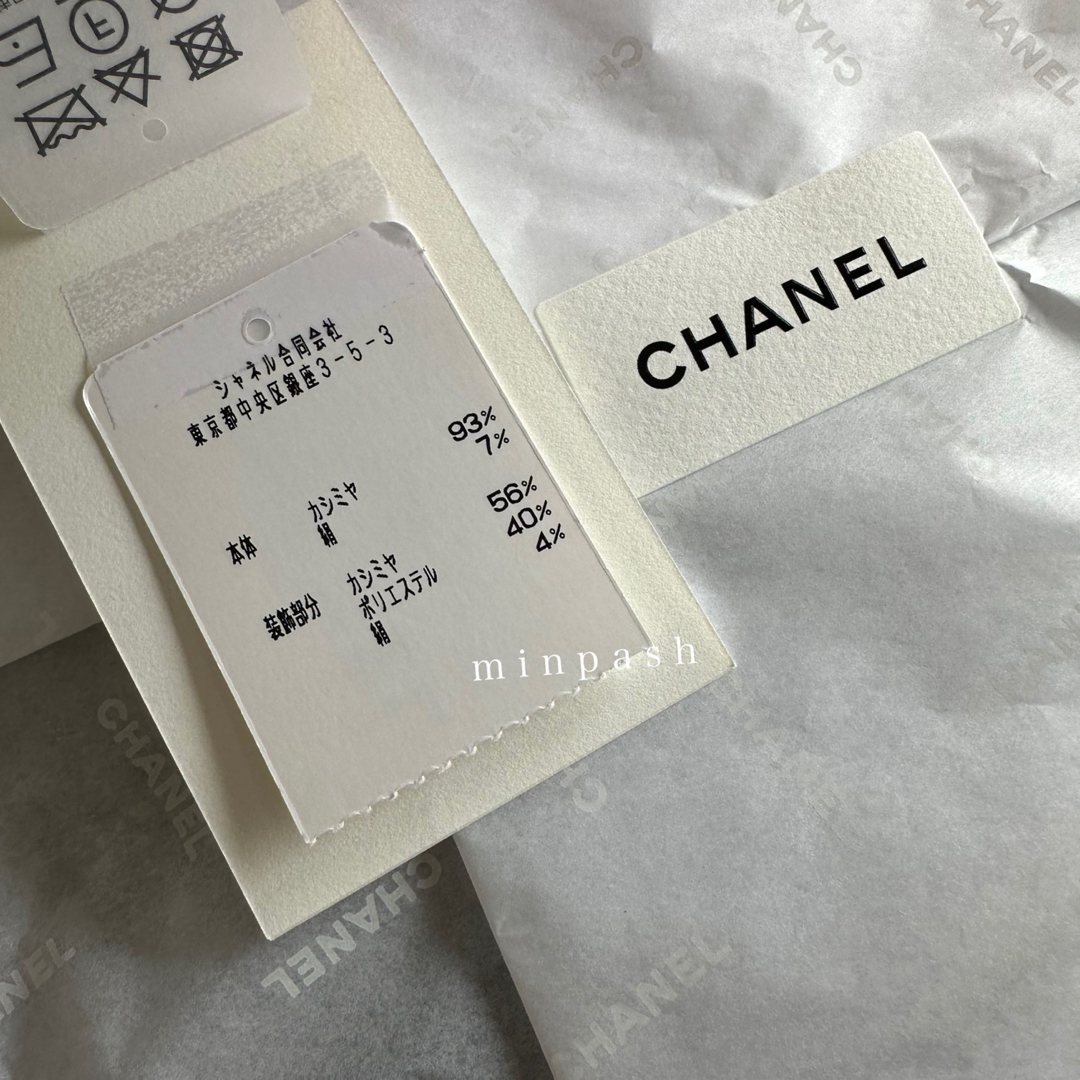 CHANEL
シャネル合同会社
東京都中央区銀座3-5-3
本体 カシミヤ 93%
絹 7%
装飾部分 カシミヤ 56%
ポリエステル 40%
絹 4%
minpash
CHANEL
CHANEL
CHANEL
CHANEL
CHANEL
CHANEL